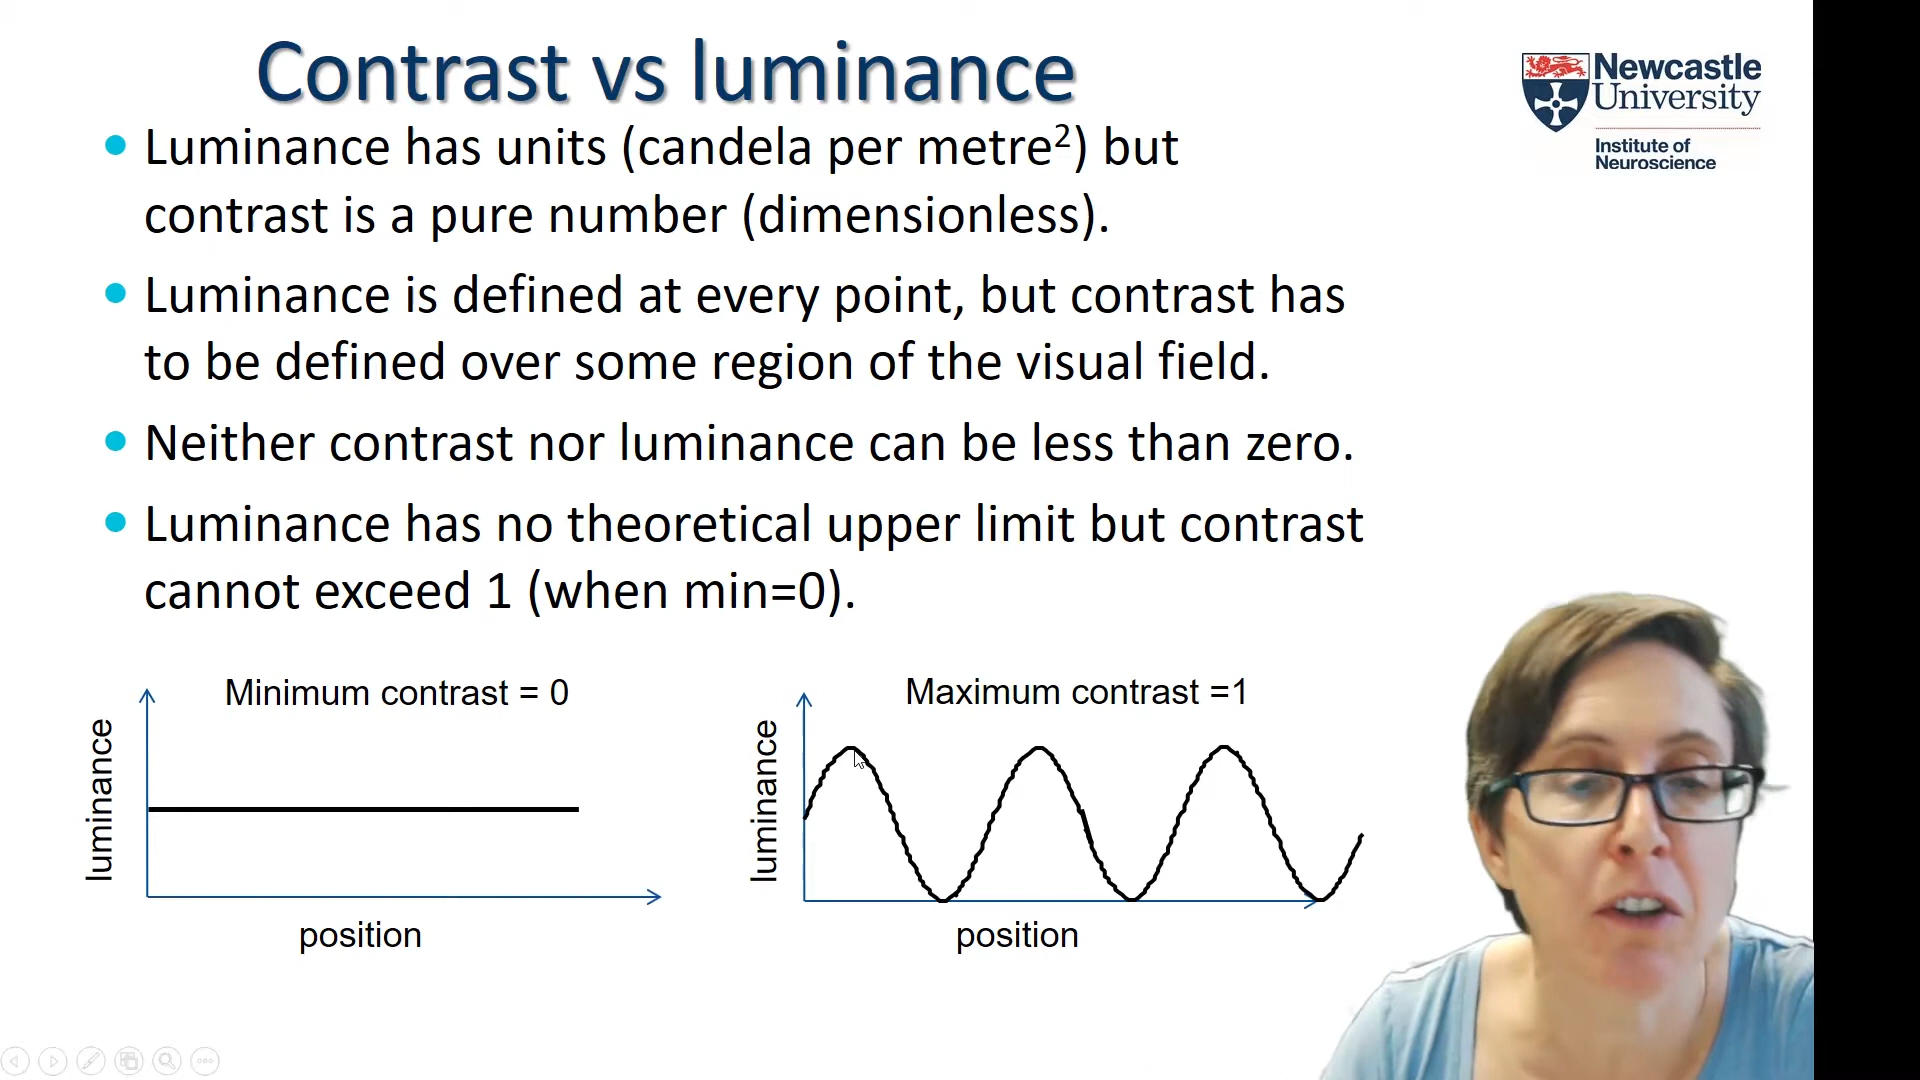 Contrast vs luminance
Newcastle
University
Institute of
Neuroscience
• Luminance has units (candela per metre²) but
contrast is a pure number (dimensionless).
• Luminance is defined at every point, but contrast has
to be defined over some region of the visual field.
• Neither contrast nor luminance can be less than zero.
• Luminance has no theoretical upper limit but contrast
cannot exceed 1 (when min=0).
Minimum contrast = 0
luminance
position
Maximum contrast =1
luminance
position